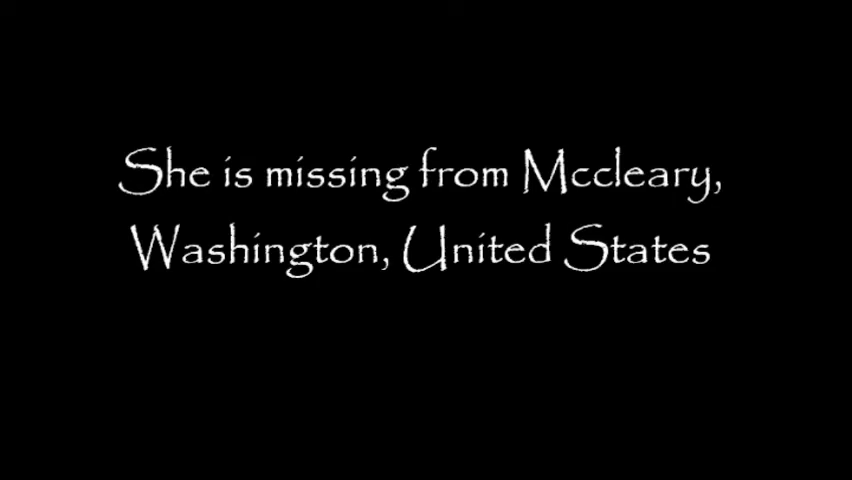 She is missing from Mccleary,
Washington, United States